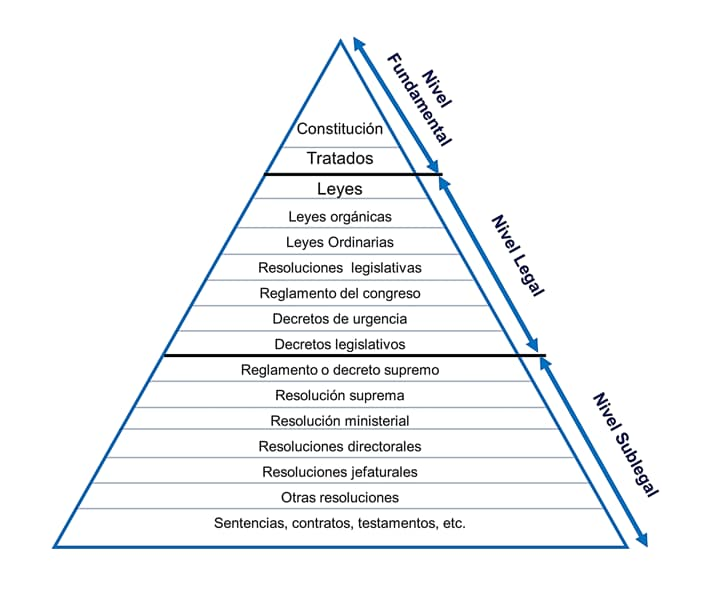 Nivel
Fundamental
Constitución
Tratados
Leyes
Leyes orgánicas
Leyes Ordinarias
Resoluciones legislativas
Reglamento del congreso
Decretos de urgencia
Decretos legislativos
Nivel Legal
Reglamento o decreto supremo
Resolución suprema
Resolución ministerial
Resoluciones directorales
Resoluciones jefaturales
Otras resoluciones
Sentencias, contratos, testamentos, etc.
Nivel Sublegal